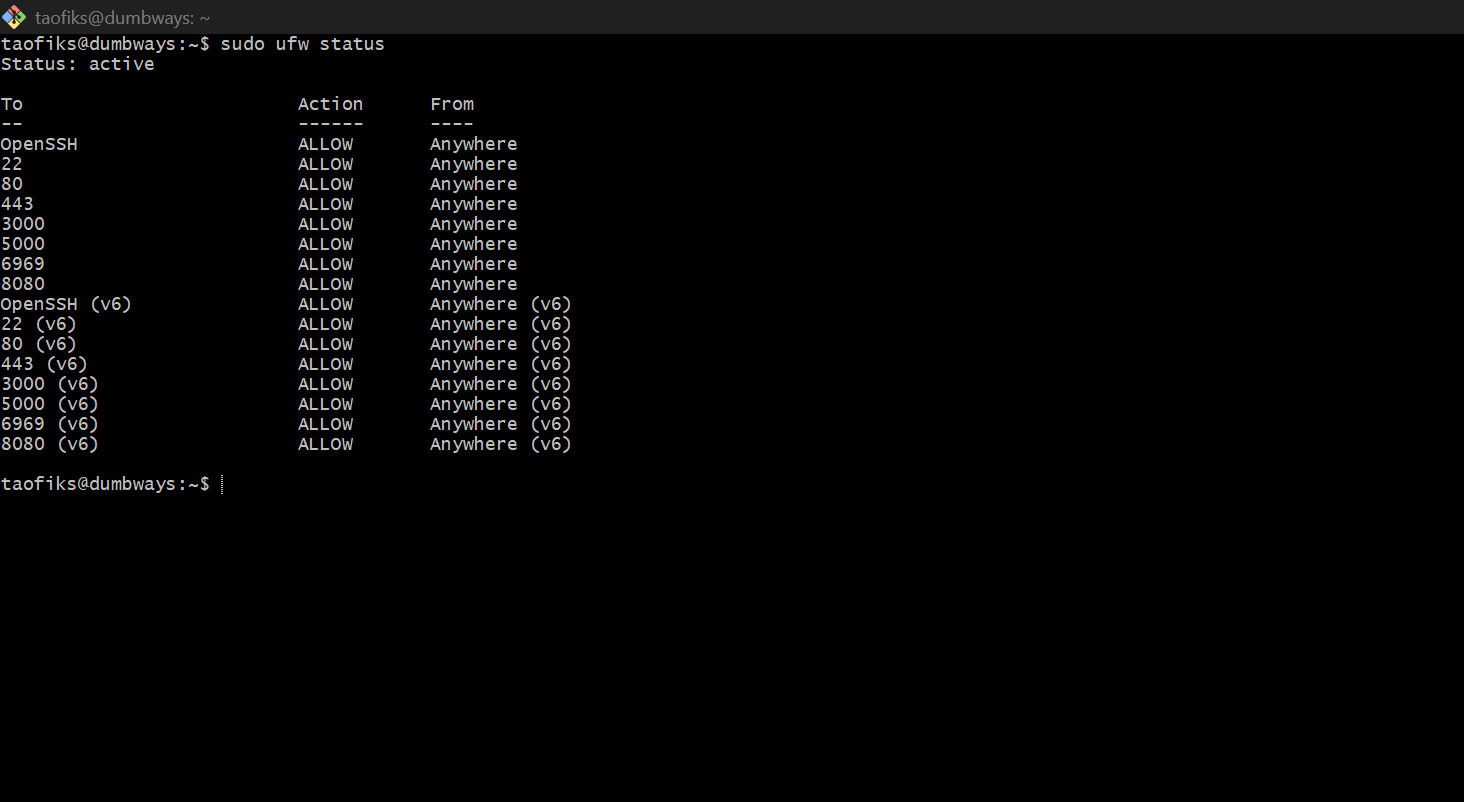 taofiks@dumbways: ~
taofiks@dumbways:~$ sudo ufw status
Status: active
To                         Action      From
--                         ------      ----
OpenSSH                    ALLOW       Anywhere
22                         ALLOW       Anywhere
80                         ALLOW       Anywhere
443                        ALLOW       Anywhere
3000                       ALLOW       Anywhere
5000                       ALLOW       Anywhere
6969                       ALLOW       Anywhere
8080                       ALLOW       Anywhere
OpenSSH (v6)               ALLOW       Anywhere (v6)
22 (v6)                    ALLOW       Anywhere (v6)
80 (v6)                    ALLOW       Anywhere (v6)
443 (v6)                   ALLOW       Anywhere (v6)
3000 (v6)                  ALLOW       Anywhere (v6)
5000 (v6)                  ALLOW       Anywhere (v6)
6969 (v6)                  ALLOW       Anywhere (v6)
8080 (v6)                  ALLOW       Anywhere (v6)
taofiks@dumbways:~$